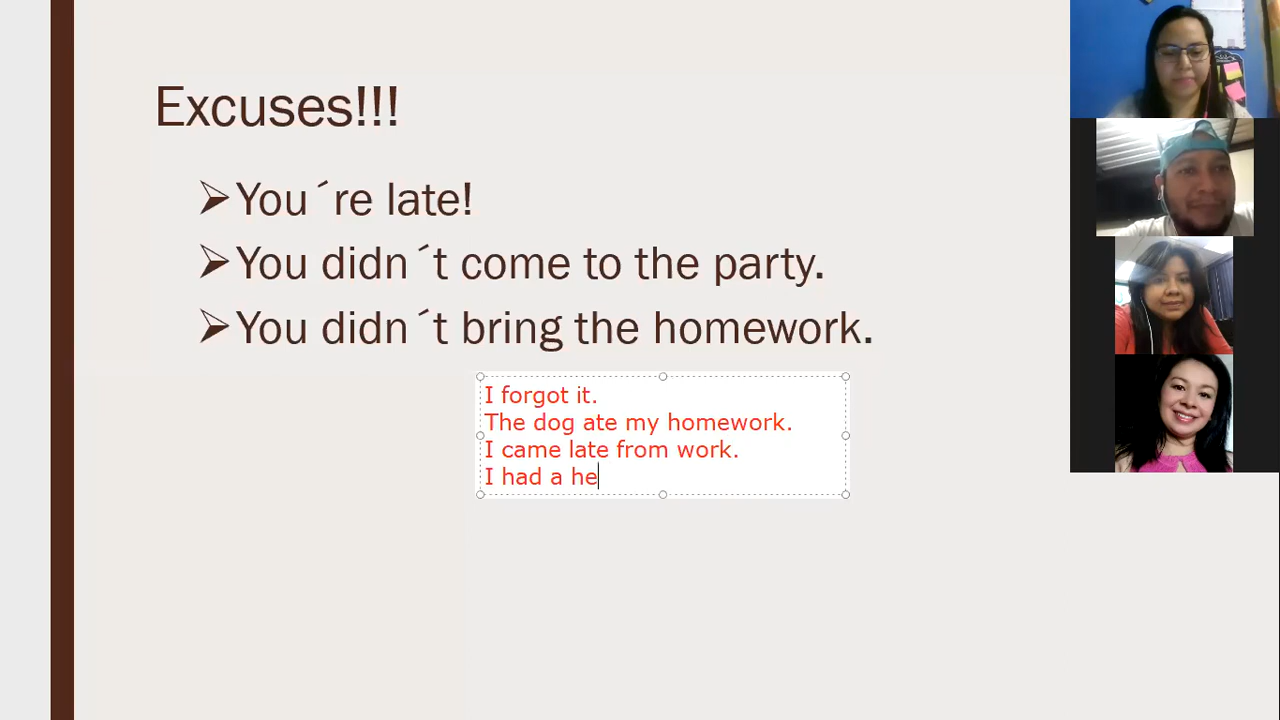 Excuses!!!
You´re late!
You didn´t come to the party.
You didn´t bring the homework.
I forgot it.
The dog ate my homework.
I came late from work.
I had a he